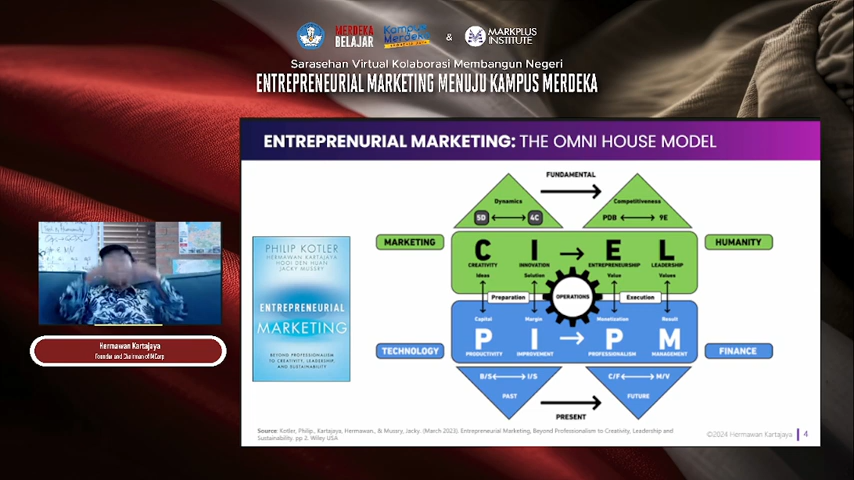 MERDEKA
BELAJAR
Kampus
Merdeka
&
MARKPLUS
INSTITUTE
Sarasehan Virtual Kolaborasi Membangun Negeri
ENTREPRENEURIAL MARKETING MENUJU KAMPUS MERDEKA
ENTREPRENURIAL MARKETING: THE OMNI HOUSE MODEL
FUNDAMENTAL
Dynamics
5D
4C
Competitiveness
PDB
9E
MARKETING
HUMANITY
C I E L
CREATIVITY INNOVATION ENTREPRENEURSHIP LEADERSHIP
Ideas Solution Value Values
Preparation
OPERATIONS
Execution
Capital Margin Monetization Result
P I P M
PRODUCTIVITY IMPROVEMENT PROFESSIONALISM MANAGEMENT
TECHNOLOGY
FINANCE
B/S I/S
C/F M/V
PAST
FUTURE
PRESENT
PHILIP KOTLER
HERMAWAN KARTAJAYA
HOOI DEN HUAN
JACKY MUSSRY
ENTREPRENEURIAL
MARKETING
BEYOND PROFESSIONALISM
TO CREATIVITY, LEADERSHIP
AND SUSTAINABILITY
Hermawan Kartajaya
Founder and Chairman of MCorp
Source: Kotler, Philip., Kartajaya, Hermawan., & Mussry, Jacky. (March 2023). Entrepreneurial Marketing, Beyond Professionalism to Creativity, Leadership and
Sustainability. pp 2. Wiley USA
©2024 Hermawan Kartajaya
4